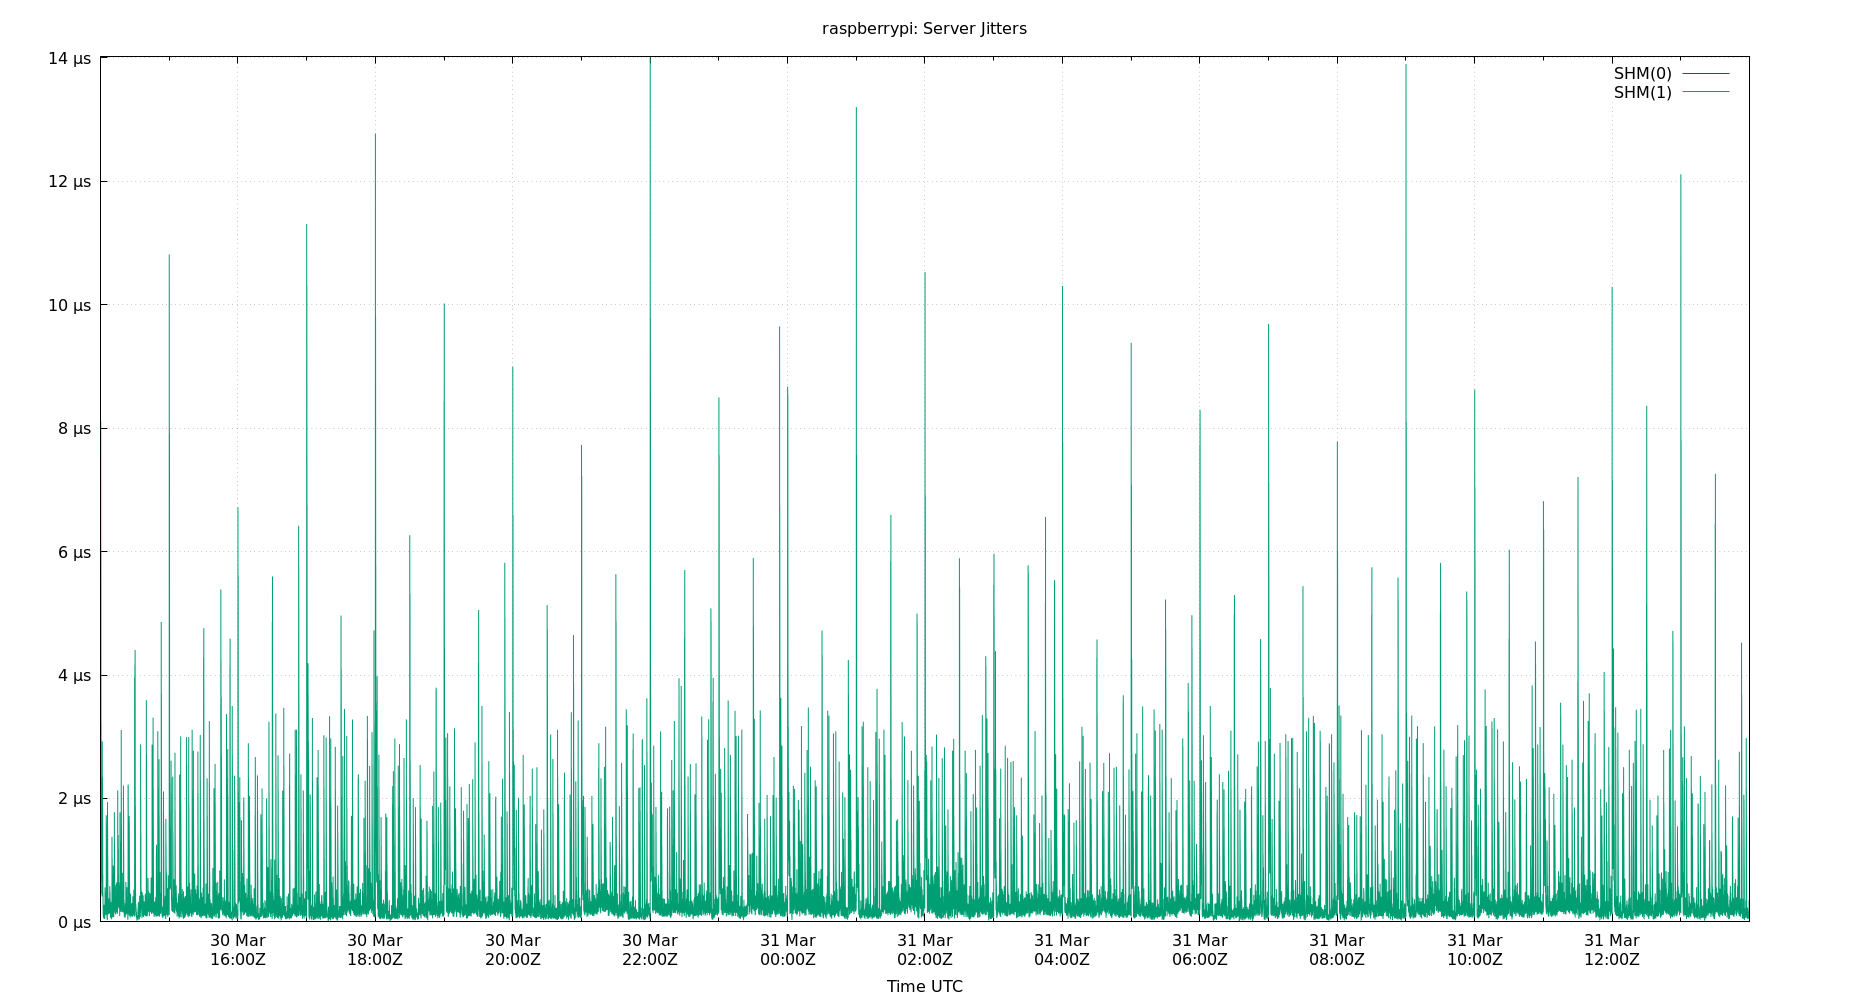 raspberrypi: Server Jitters
14 µs
12 µs
10 µs
8 µs
6 µs
4 µs
2 µs
0 µs
SHM(0)
SHM(1)
30 Mar 30 Mar 30 Mar 30 Mar 31 Mar 31 Mar 31 Mar 31 Mar 31 Mar 31 Mar 31 Mar
16:00Z 18:00Z 20:00Z 22:00Z 00:00Z 02:00Z 04:00Z 06:00Z 08:00Z 10:00Z 12:00Z
Time UTC